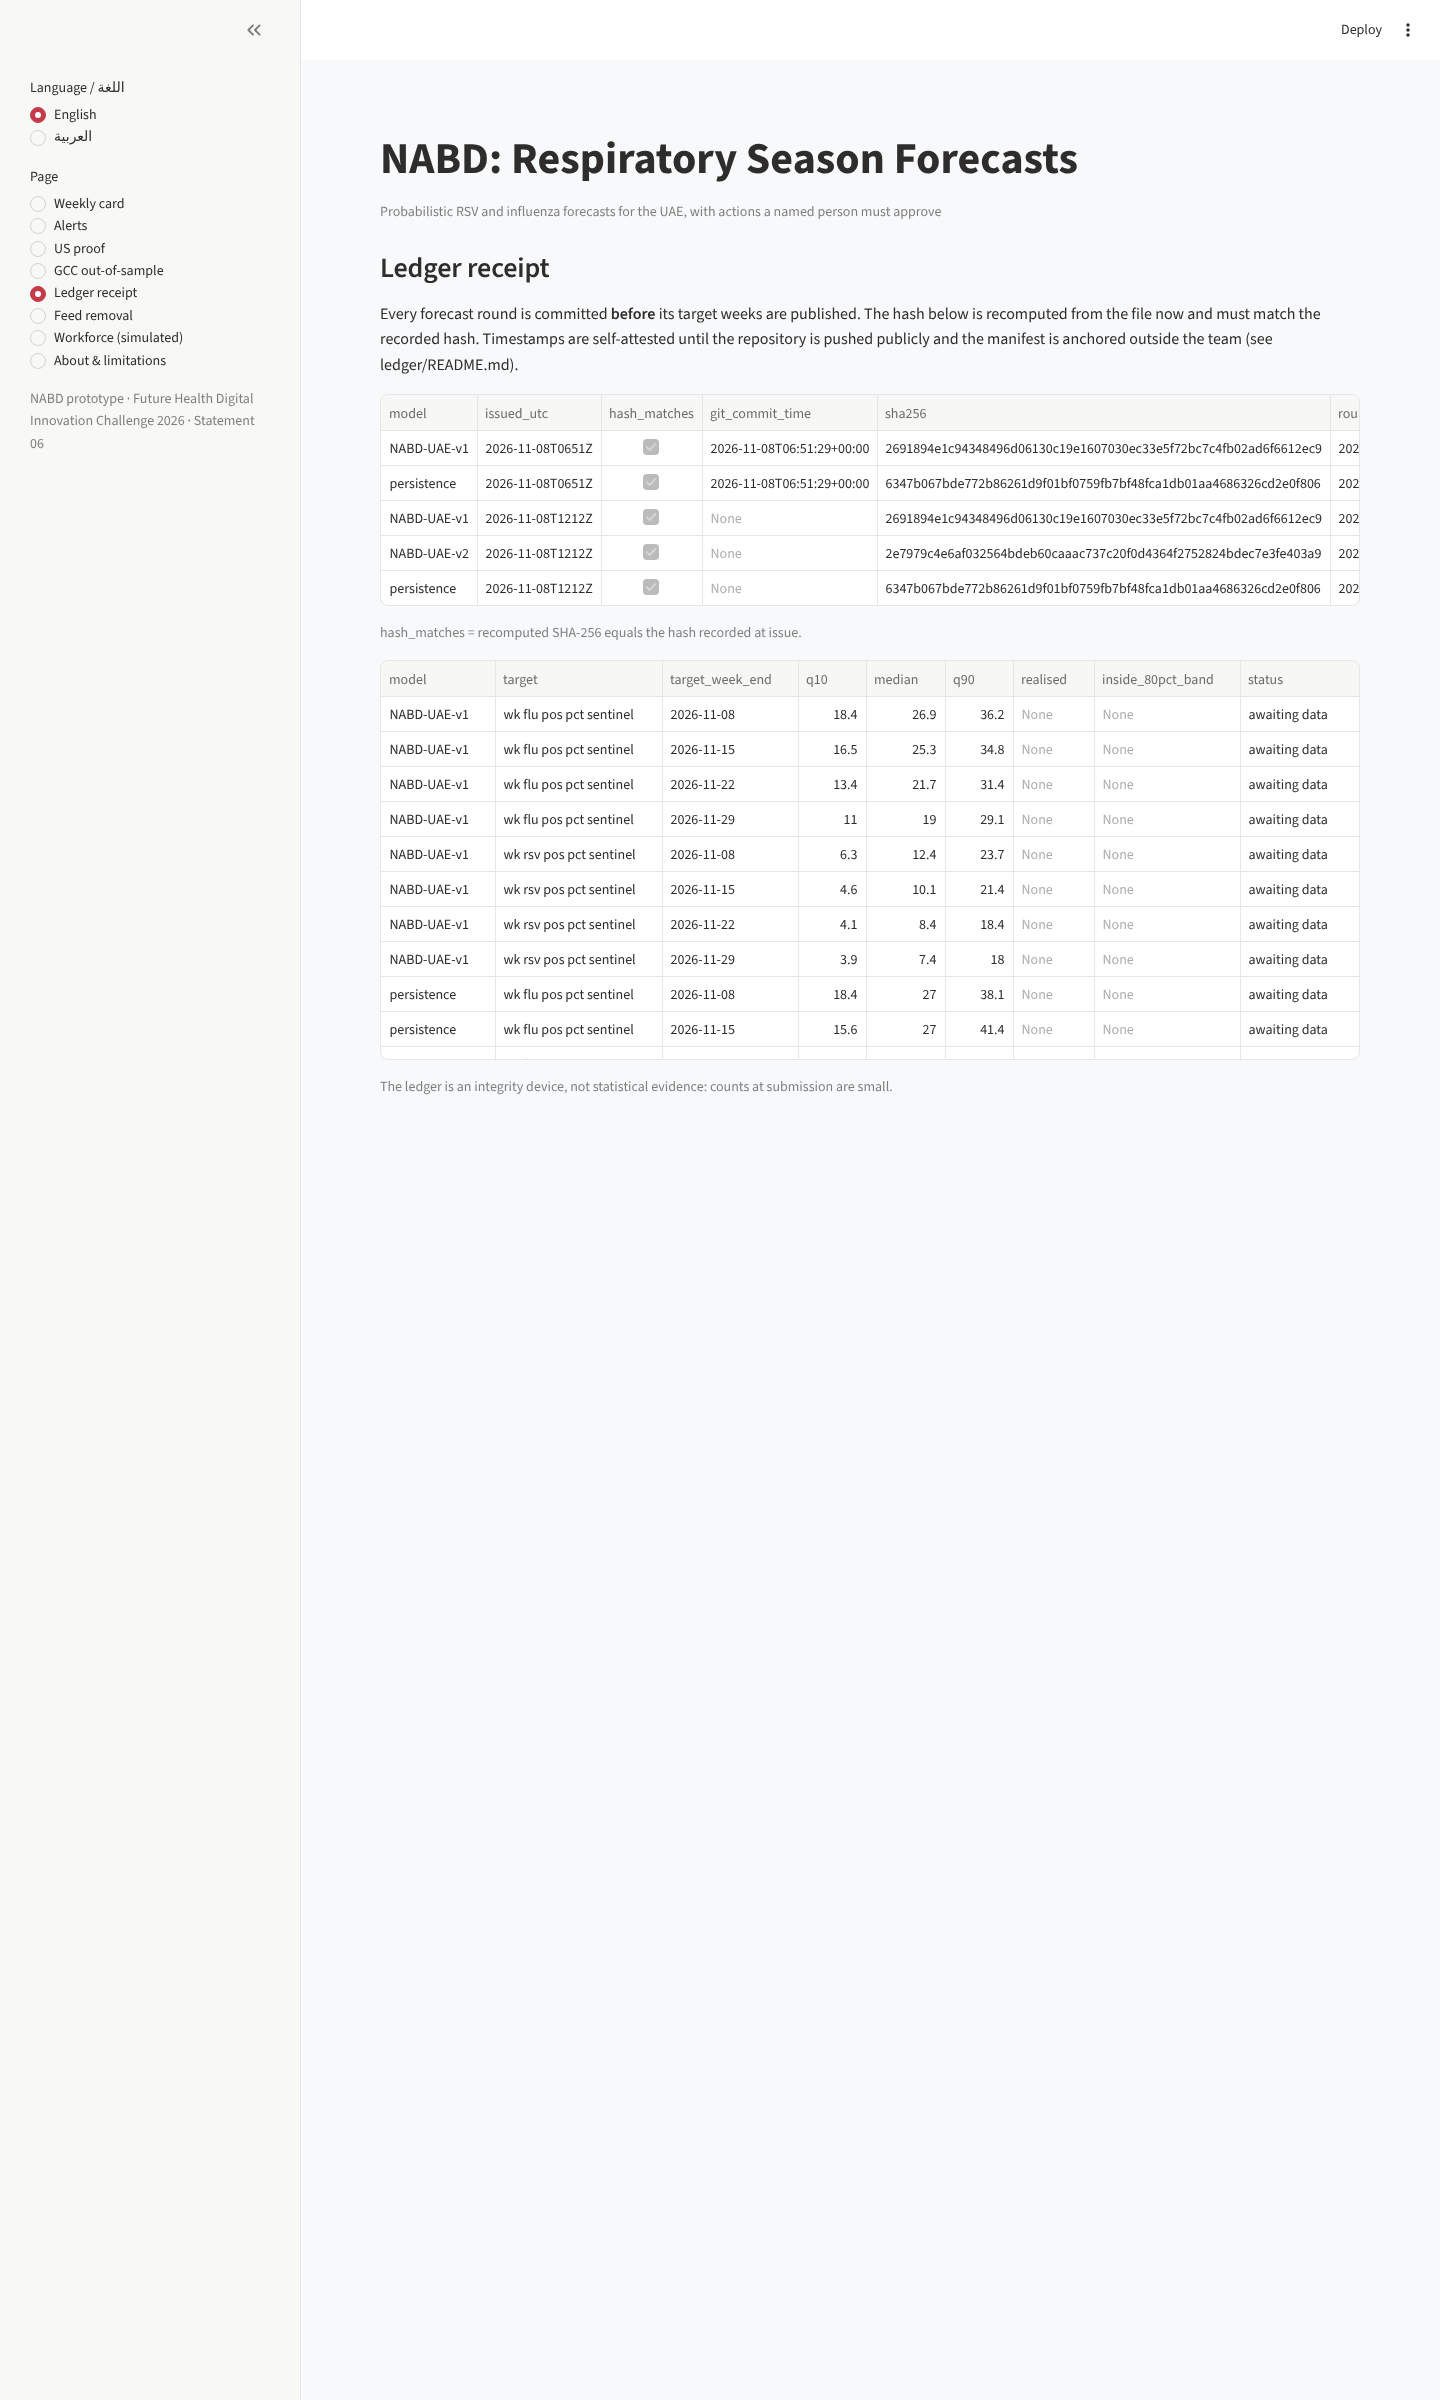 Deploy
Language / اللغة
English
العربية
Page
Weekly card
Alerts
US proof
GCC out-of-sample
Ledger receipt
Feed removal
Workforce (simulated)
About & limitations
NABD prototype · Future Health Digital
Innovation Challenge 2026 · Statement
06
NABD: Respiratory Season Forecasts
Probabilistic RSV and influenza forecasts for the UAE, with actions a named person must approve
Ledger receipt
Every forecast round is committed before its target weeks are published. The hash below is recomputed from the file now and must match the
recorded hash. Timestamps are self-attested until the repository is pushed publicly and the manifest is anchored outside the team (see
ledger/README.md).
model issued_utc hash_matches git_commit_time sha256 rou
NABD-UAE-v1 2026-11-08T0651Z 2026-11-08T06:51:29+00:00 2691894e1c94348496d06130c19e1607030ec33e5f72bc7c4fb02ad6f6612ec9 202
persistence 2026-11-08T0651Z 2026-11-08T06:51:29+00:00 6347b067bde772b86261d9f01bf0759fb7bf48fca1db01aa4686326cd2e0f806 202
NABD-UAE-v1 2026-11-08T1212Z None 2691894e1c94348496d06130c19e1607030ec33e5f72bc7c4fb02ad6f6612ec9 202
NABD-UAE-v2 2026-11-08T1212Z None 2e7979c4e6af032564bdeb60caaac737c20f0d4364f2752824bdec7e3fe403a9 202
persistence 2026-11-08T1212Z None 6347b067bde772b86261d9f01bf0759fb7bf48fca1db01aa4686326cd2e0f806 202
hash_matches = recomputed SHA-256 equals the hash recorded at issue.
model target target_week_end q10 median q90 realised inside_80pct_band status
NABD-UAE-v1 wk flu pos pct sentinel 2026-11-08 18.4 26.9 36.2 None None awaiting data
NABD-UAE-v1 wk flu pos pct sentinel 2026-11-15 16.5 25.3 34.8 None None awaiting data
NABD-UAE-v1 wk flu pos pct sentinel 2026-11-22 13.4 21.7 31.4 None None awaiting data
NABD-UAE-v1 wk flu pos pct sentinel 2026-11-29 11 19 29.1 None None awaiting data
NABD-UAE-v1 wk rsv pos pct sentinel 2026-11-08 6.3 12.4 23.7 None None awaiting data
NABD-UAE-v1 wk rsv pos pct sentinel 2026-11-15 4.6 10.1 21.4 None None awaiting data
NABD-UAE-v1 wk rsv pos pct sentinel 2026-11-22 4.1 8.4 18.4 None None awaiting data
NABD-UAE-v1 wk rsv pos pct sentinel 2026-11-29 3.9 7.4 18 None None awaiting data
persistence wk flu pos pct sentinel 2026-11-08 18.4 27 38.1 None None awaiting data
persistence wk flu pos pct sentinel 2026-11-15 15.6 27 41.4 None None awaiting data
The ledger is an integrity device, not statistical evidence: counts at submission are small.